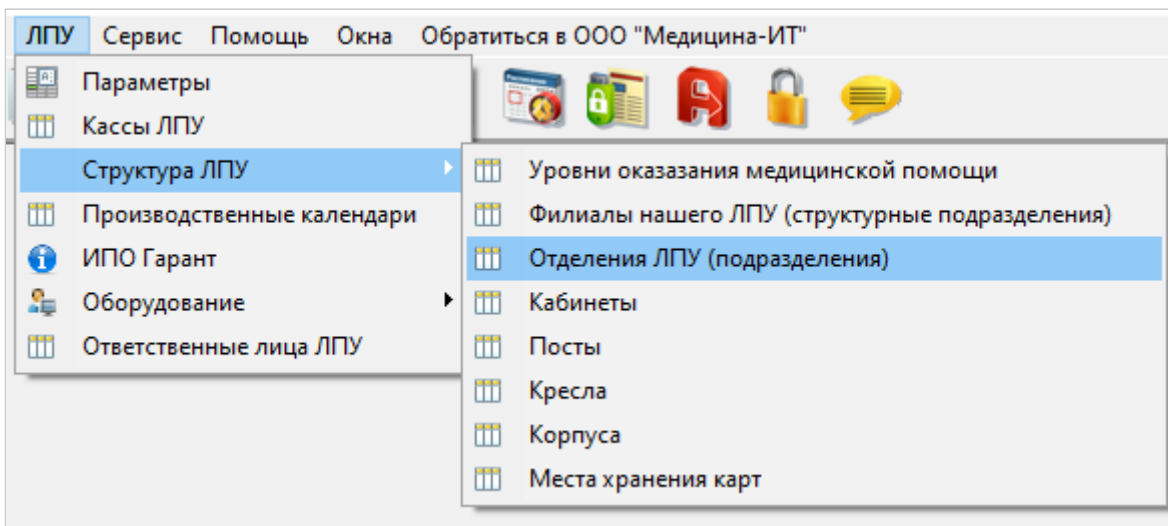 ЛПУ Сервис Помощь Окна Обратиться в ООО "Медицина-ИТ"
Параметры
Кассы ЛПУ
Структура ЛПУ
Производственные календари
ИПО Гарант
Оборудование
Ответственные лица ЛПУ
Уровни оказазания медицинской помощи
Филиалы нашего ЛПУ (структурные подразделения)
Отделения ЛПУ (подразделения)
Кабинеты
Посты
Кресла
Корпуса
Места хранения карт